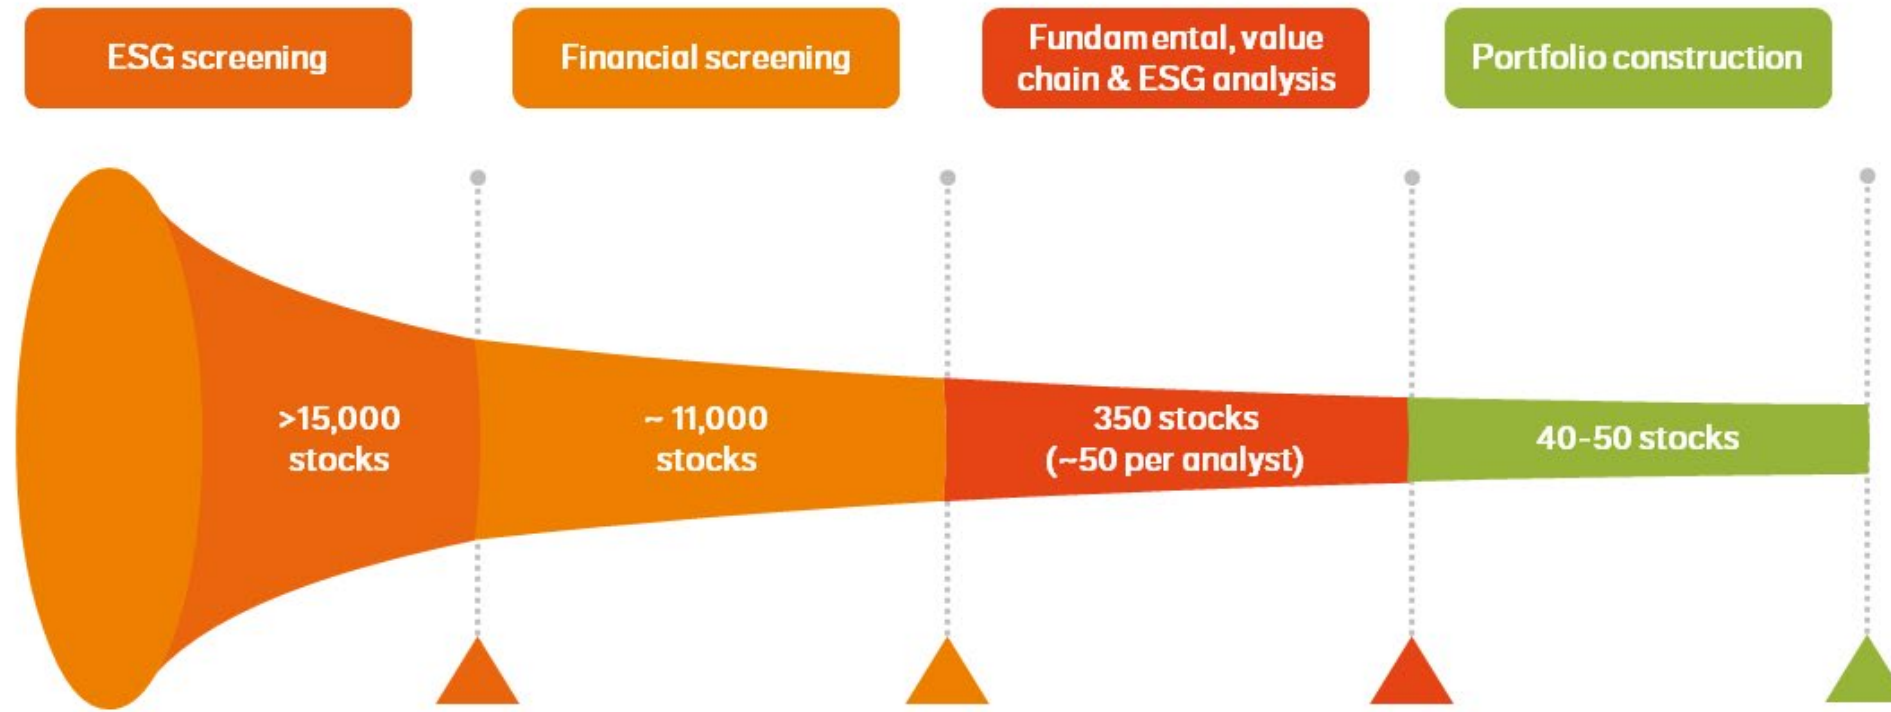 ESG screening
Financial screening
Fundamental, value
chain & ESG analysis
Portfolio construction
>15,000
stocks
~ 11,000
stocks
350 stocks
(~50 per analyst)
40-50 stocks